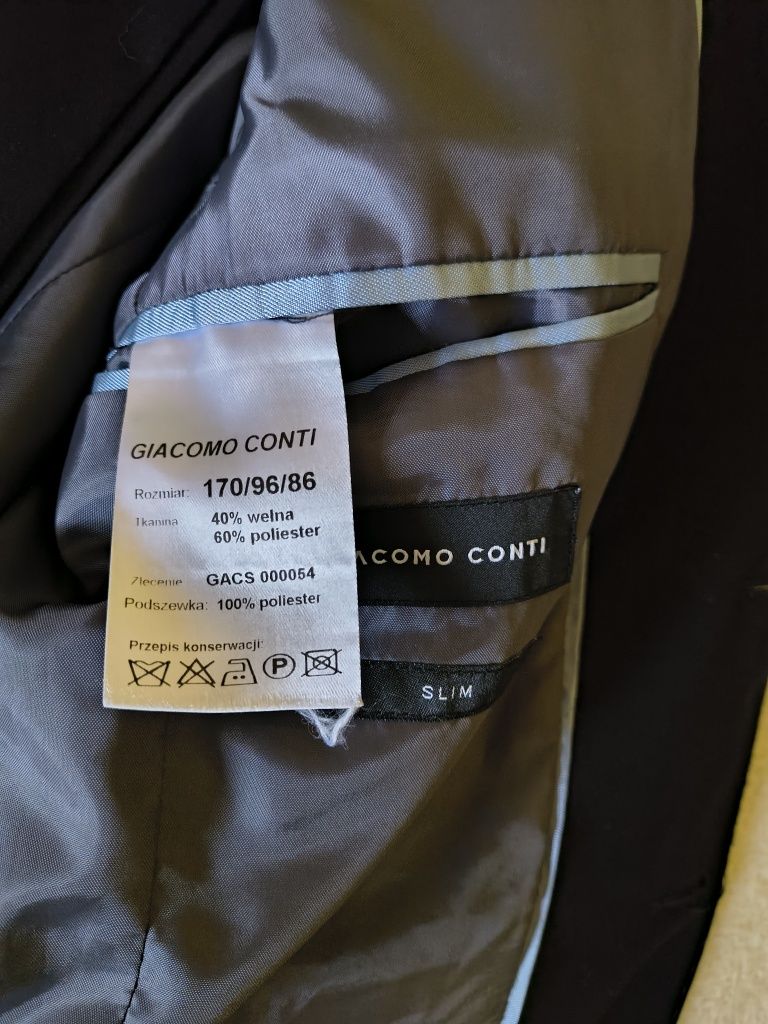 GIACOMO CONTI
Rozmiar: 170/96/86
Tkanina 40% wełna
60% poliester
Zlecenie GACS 000054
Podszewka: 100% poliester
Przepis konserwacji:
P
ACOMO CONTI
SLIM